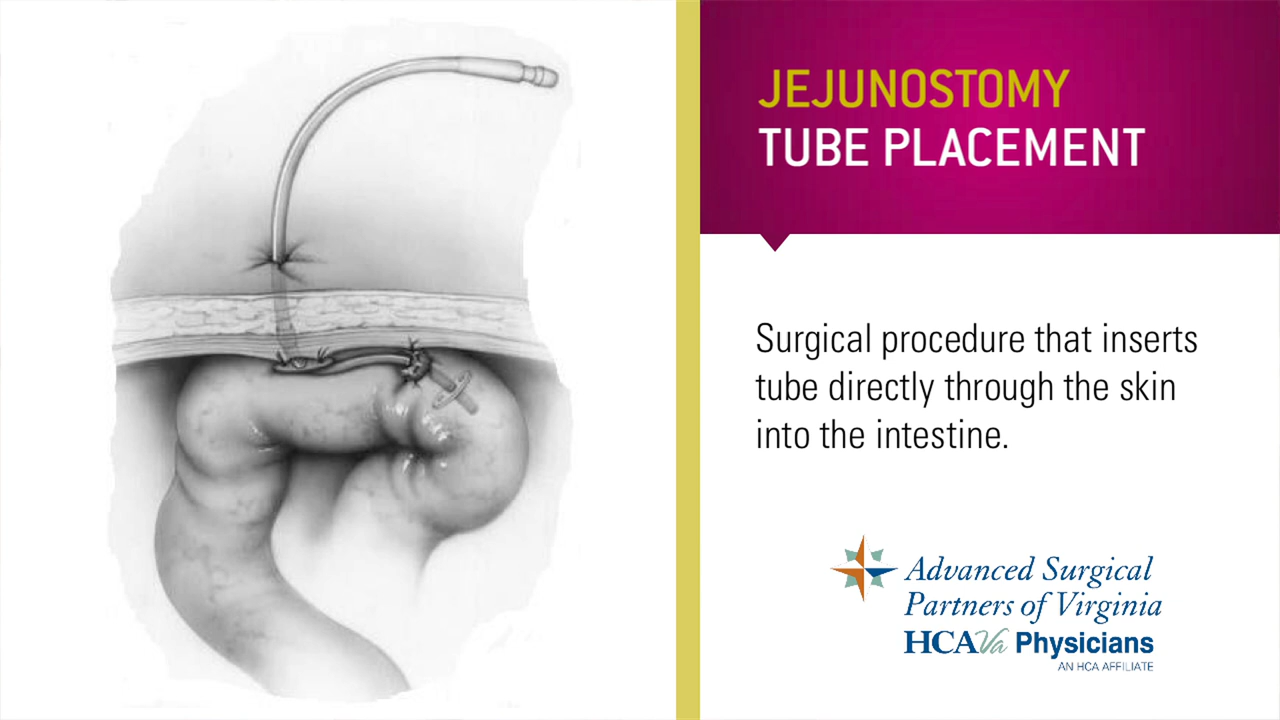 JEJUNOSTOMY
TUBE PLACEMENT
Surgical procedure that inserts
tube directly through the skin
into the intestine.
Advanced Surgical
Partners of Virginia
HCAVa Physicians
AN HCA AFFILIATE